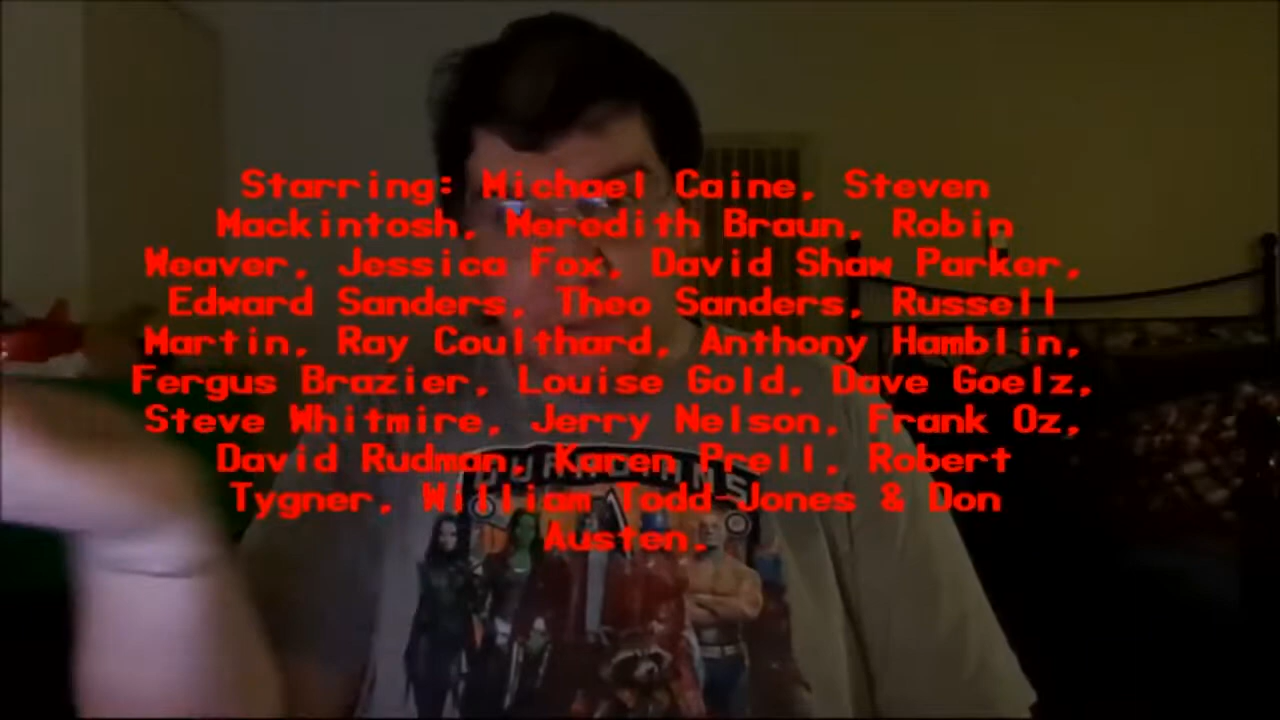 Starring: Michael Caine, Steven
Mackintosh, Meredith Braun, Robin
Weaver, Jessica Fox, David Shaw Parker,
Edward Sanders, Theo Sanders, Russell
Martin, Ray Coulthard, Anthony Hamblin,
Fergus Brazier, Louise Gold, Dave Goelz,
Steve Whitmire, Jerry Nelson, Frank Oz,
David Rudman, Karen Prell, Robert
GUARDIANS
Tygner, William Todd-Jones & Don
Austen.